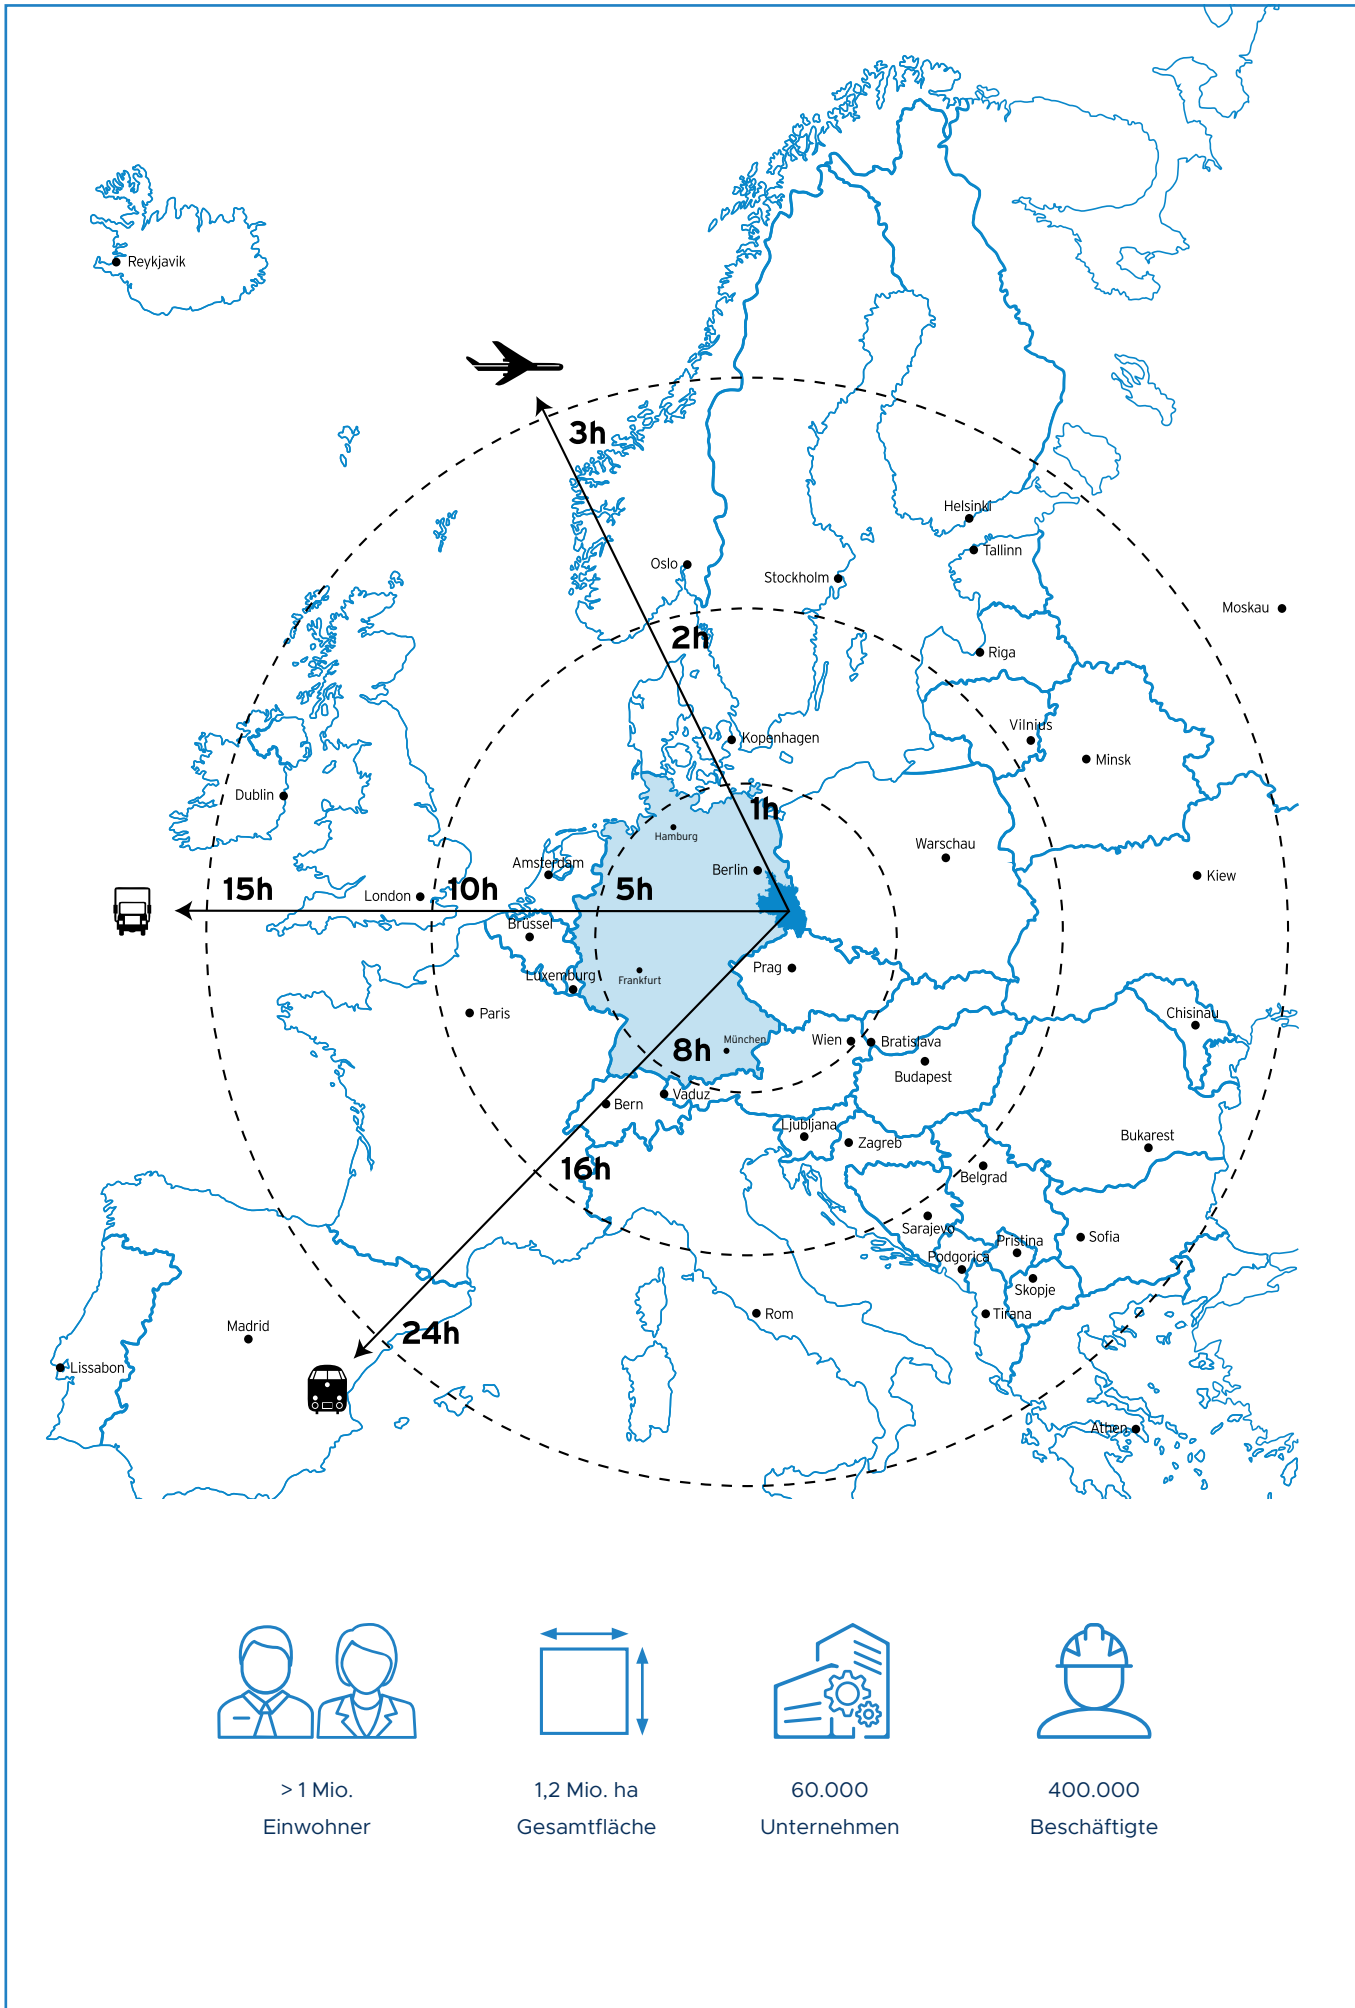 Reykjavik
3h
Helsinki
Tallinn
Oslo
Stockholm
Moskau
2h
Riga
Vilnius
Kopenhagen
Minsk
Dublin
1h
Hamburg
Warschau
Amsterdam
Berlin
Kiew
15h
London
10h
5h
Brüssel
Prag
Luxemburg
Frankfurt
Paris
Chisinau
München
Wien
Bratislava
8h
Budapest
Vaduz
Bern
Ljubljana
Zagreb
Bukarest
16h
Belgrad
Sarajevo
Pristina
Sofia
Podgorica
Skopje
Rom
Tirana
Madrid
24h
Lissabon
Athen
> 1 Mio.
Einwohner
1,2 Mio. ha
Gesamtfläche
60.000
Unternehmen
400.000
Beschäftigte